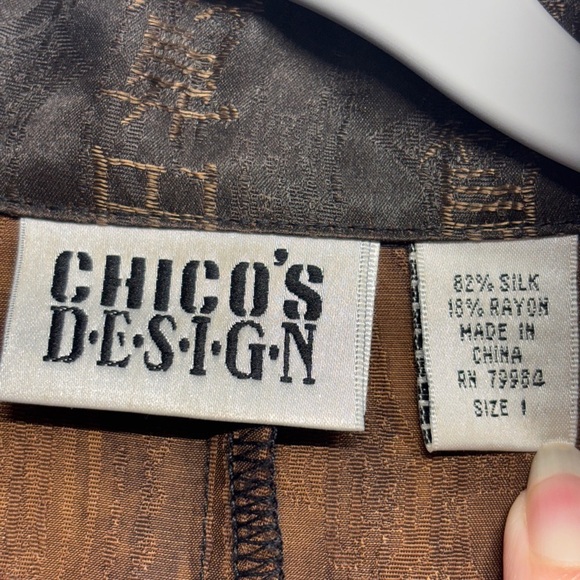 CHICO'S
D·E·S·I·G·N
82% SILK
18% RAYON
MADE IN
CHINA
RN 79984
SIZE 1